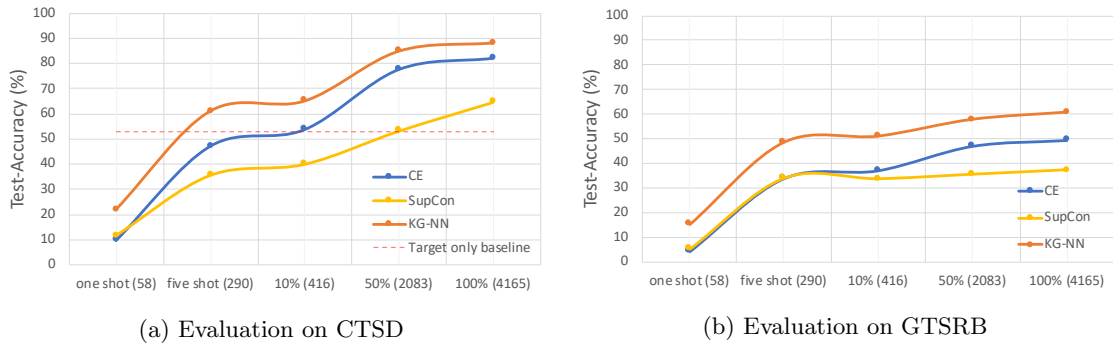 Test-Accuracy (%)
100
90
80
70
60
50
40
30
20
10
0
CE
SupCon
KG-NN
Target only baseline
one shot (58) five shot (290) 10% (416) 50% (2083) 100% (4165)
(a) Evaluation on CTSD
Test-Accuracy (%)
100
90
80
70
60
50
40
30
20
10
0
CE
SupCon
KG-NN
one shot (58) five shot (290) 10% (416) 50% (2083) 100% (4165)
(b) Evaluation on GTSRB